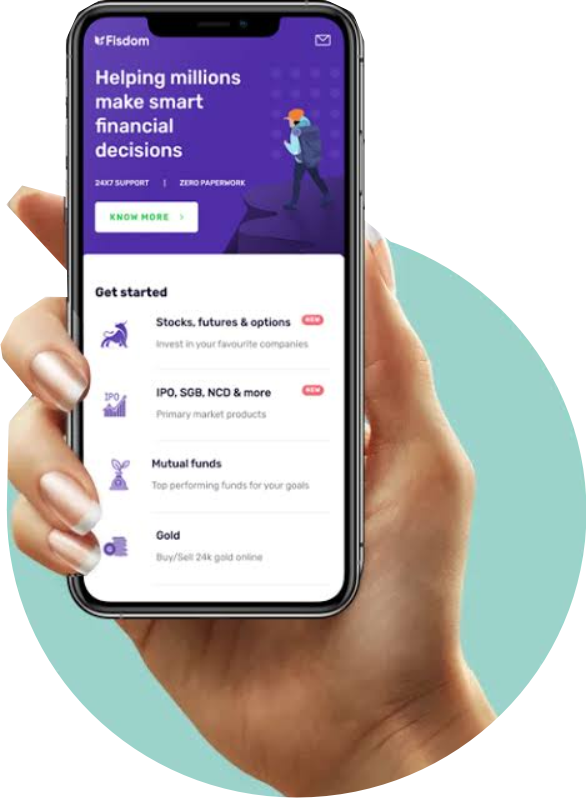 Fisdom
Helping millions
make smart
financial
decisions
24X7 SUPPORT | ZERO PAPERWORK
KNOW MORE >
Get started
Stocks, futures & options NEW
Invest in your favourite companies
IPO IPO, SGB, NCD & more NEW
Primary market products
Mutual funds
Top performing funds for your goals
Gold
Buy/Sell 24k gold online